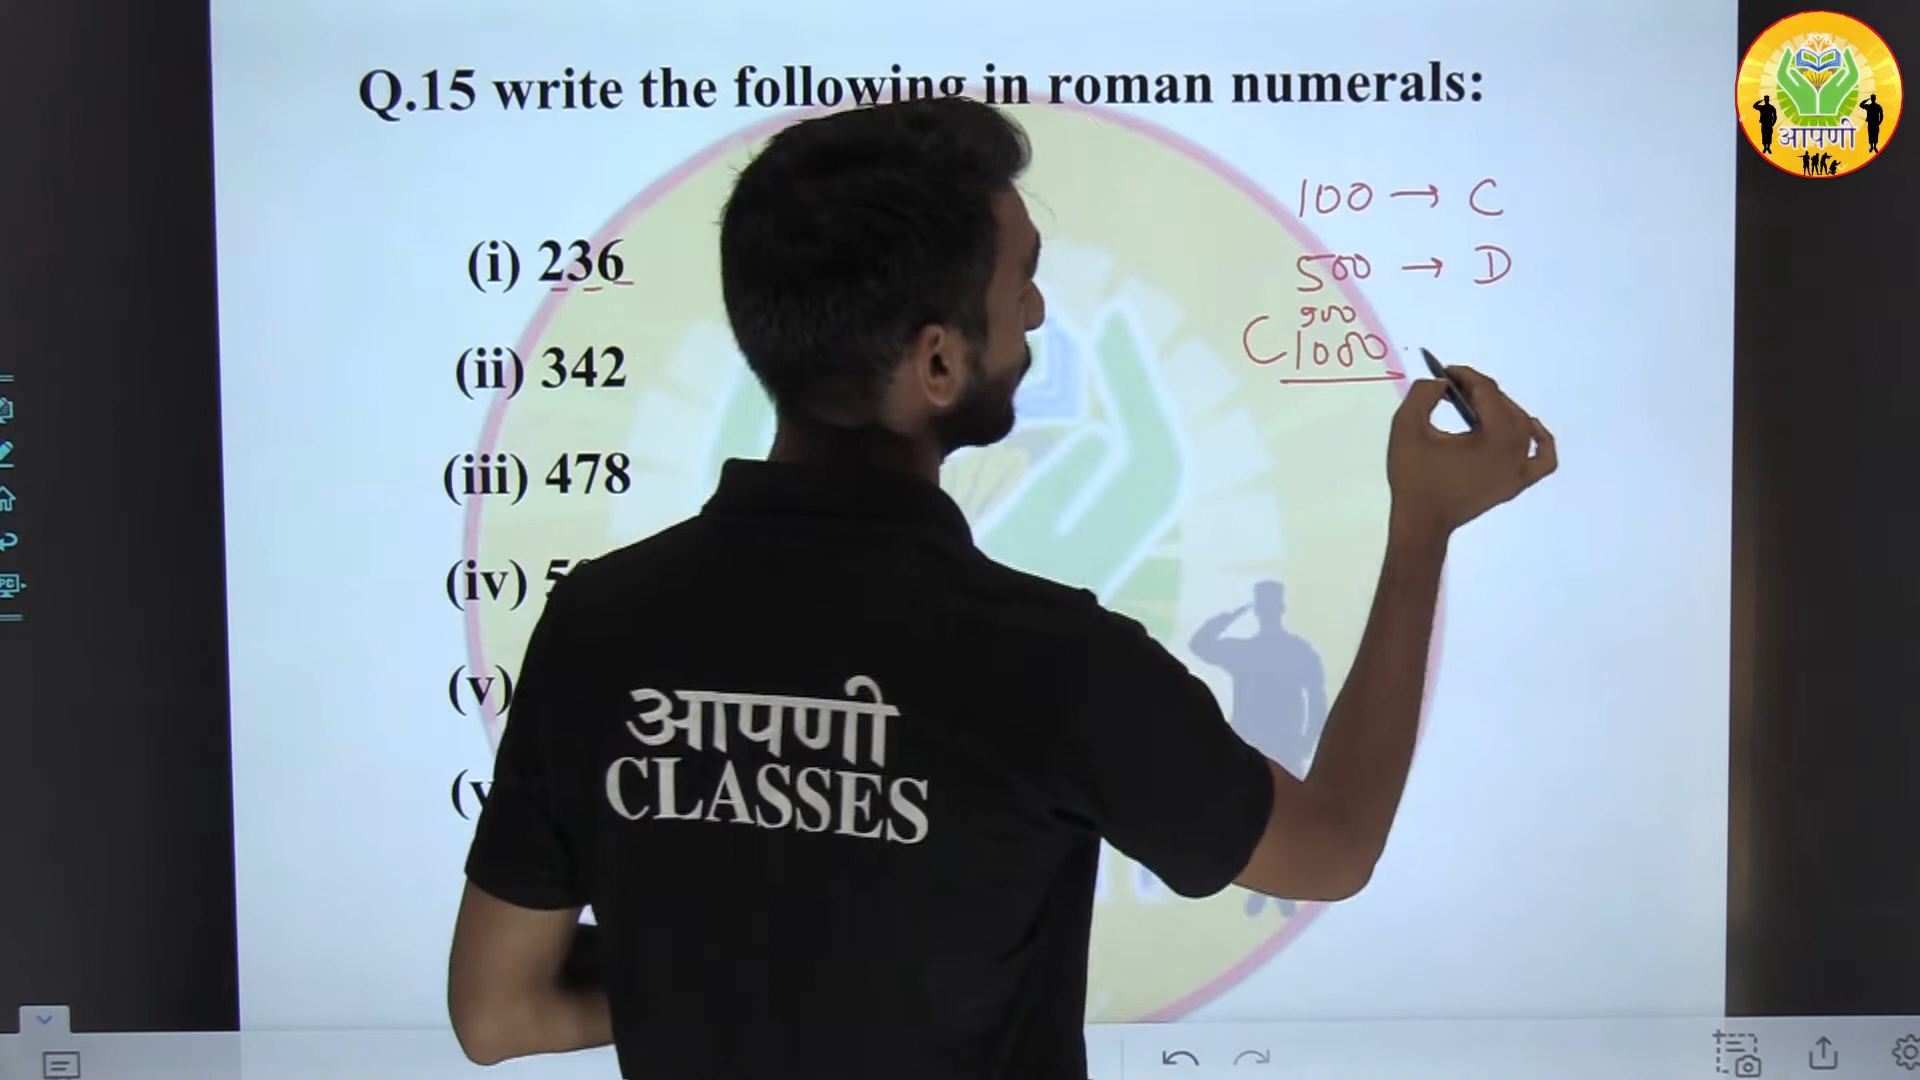 Q.15 write the following in roman numerals:
(i) 236
(ii) 342
(iii) 478
(iv) 5
(v)
(v
100 → C
500 → D
900
C 1000
आपणी
CLASSES
आपणी